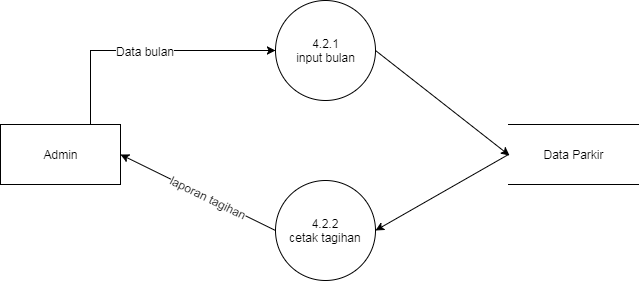 4.2.1
input bulan
Data bulan
Admin
Data Parkir
laporan tagihan
4.2.2
cetak tagihan